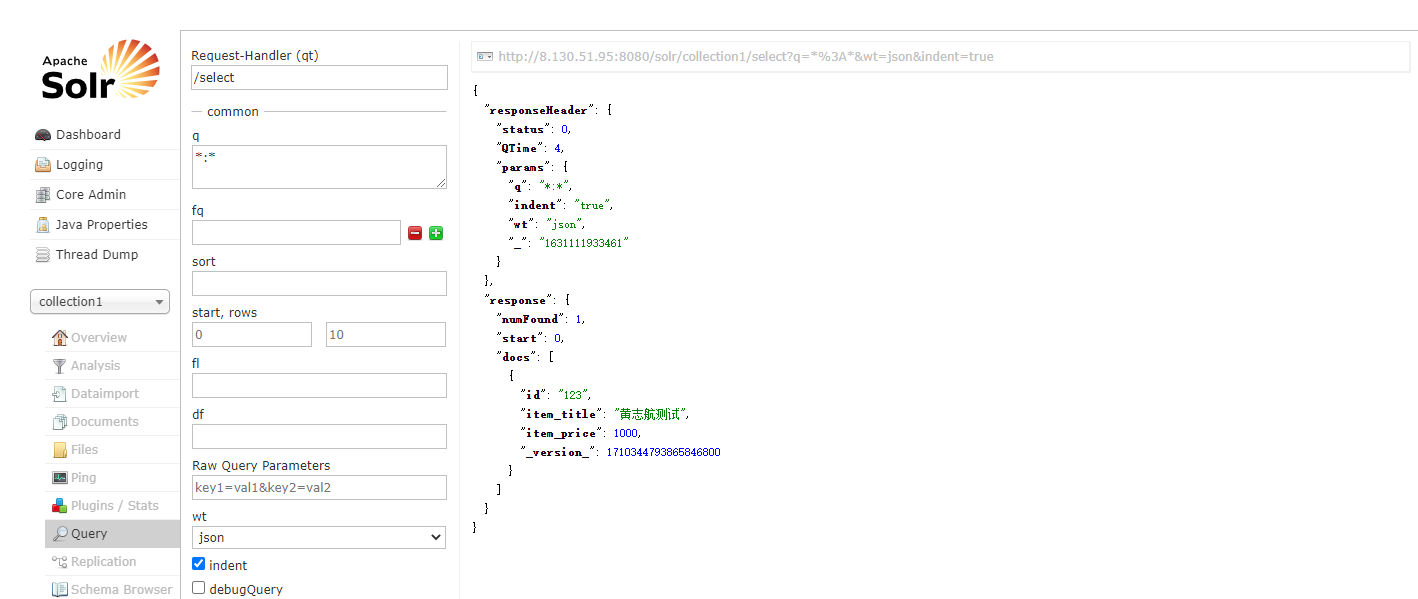 Apache
Solr
Dashboard
Logging
Core Admin
Java Properties
Thread Dump
collection1
Overview
Analysis
Dataimport
Documents
Files
Ping
Plugins / Stats
Query
Replication
Schema Browser
Request-Handler (qt)
/select
common
q
*:*
fq
sort
start, rows
0 10
fl
df
Raw Query Parameters
key1=val1&key2=val2
wt
json
indent
debugQuery
http://8.130.51.95:8080/solr/collection1/select?q=*%3A*&wt=json&indent=true
{
"responseHeader": {
"status": 0,
"QTime": 4,
"params": {
"q": "*:*",
"indent": "true",
"wt": "json",
"_": "1631111933461"
}
},
"response": {
"numFound": 1,
"start": 0,
"docs": [
{
"id": "123",
"item_title": "黄志航测试",
"item_price": 1000,
"_version_": 1710344793865846800
}
]
}
}